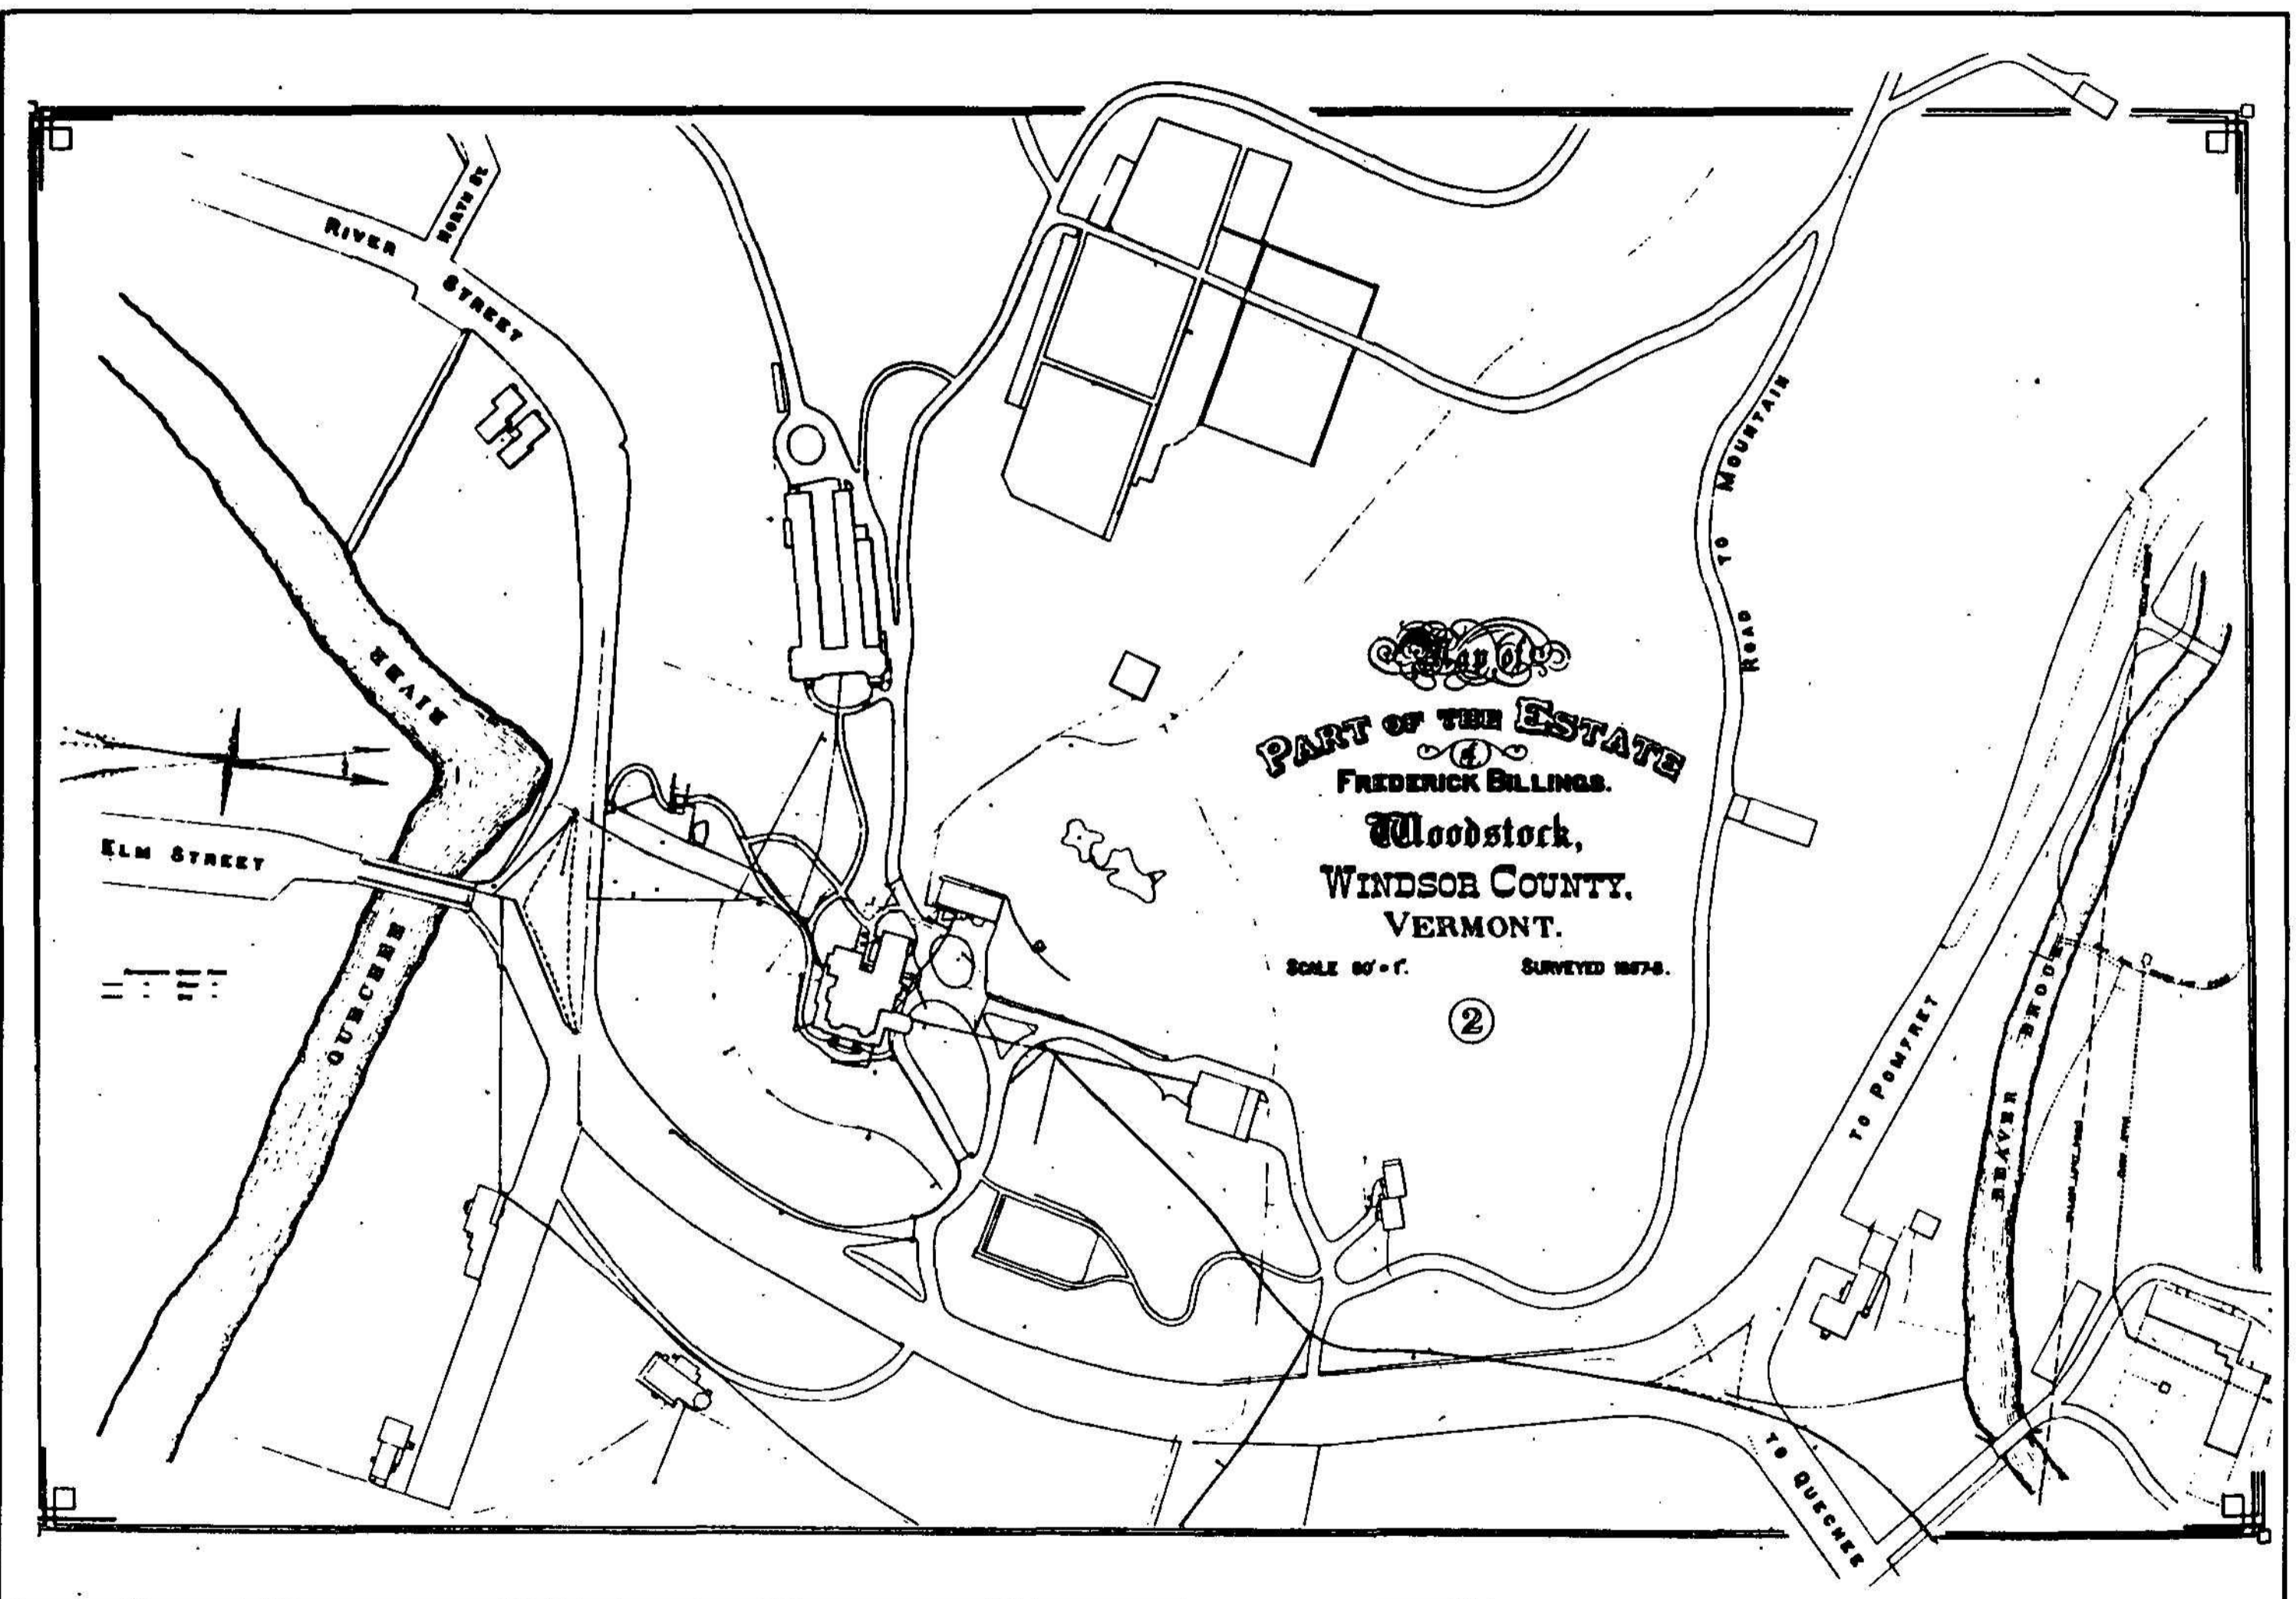 NORTH ST.
RIVER
STREET
ROAD TO MOUNTAIN
Map of
PART OF THE ESTATE
of
FREDERICK BILLINGS.
Woodstock,
WINDSOR COUNTY,
VERMONT.
SCALE 80' = 1".
SURVEYED 1887-8.
2
ELM STREET
QUECHEE
TO POMFRET
BEAVER BROOK
TO QUECHEE